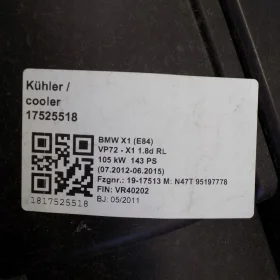 Kühler /
cooler
17525518
BMW X1 (E84)
VP72 - X1 1.8d RL
105 kW 143 PS
(07.2012-06.2015)
Fzgnr.: 19-17513 M: N47T 95197778
FIN: VR40202
BJ: 05/2011
1817525518